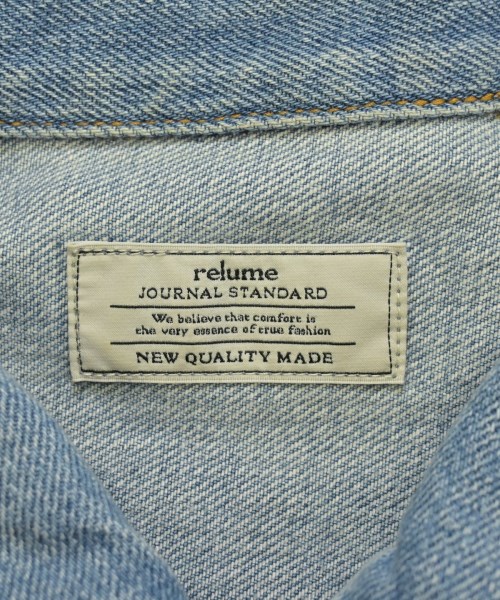 relume
JOURNAL STANDARD
We believe that comfort is
the very essence of true fashion
NEW QUALITY MADE